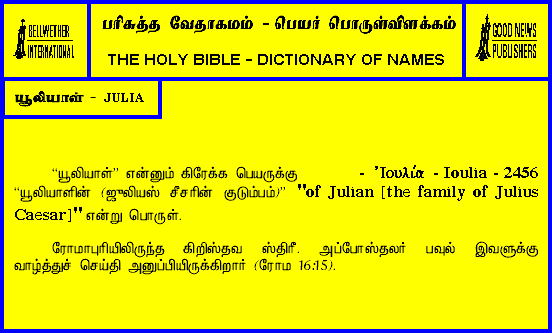 BELLWETHER
INTERNATIONAL
பரிசுத்த வேதாகமம் - பெயர் பொருள்விளக்கம்
THE HOLY BIBLE - DICTIONARY OF NAMES
GOOD NEWS
PUBLISHERS
யூலியாள் - JULIA
“யூலியாள்” என்னும் கிரேக்க பெயருக்கு - Ἰουλία - Ioulia - 2456
“யூலியாளின் (ஜுலியஸ் சீசரின் குடும்பம்)” "of Julian [the family of Julius
Caesar]" என்று பொருள்.
ரோமாபுரியிலிருந்த கிறிஸ்தவ ஸ்திரீ. அப்போஸ்தலர் பவுல் இவளுக்கு
வாழ்த்துச் செய்தி அனுப்பியிருக்கிறார் (ரோம 16:15).